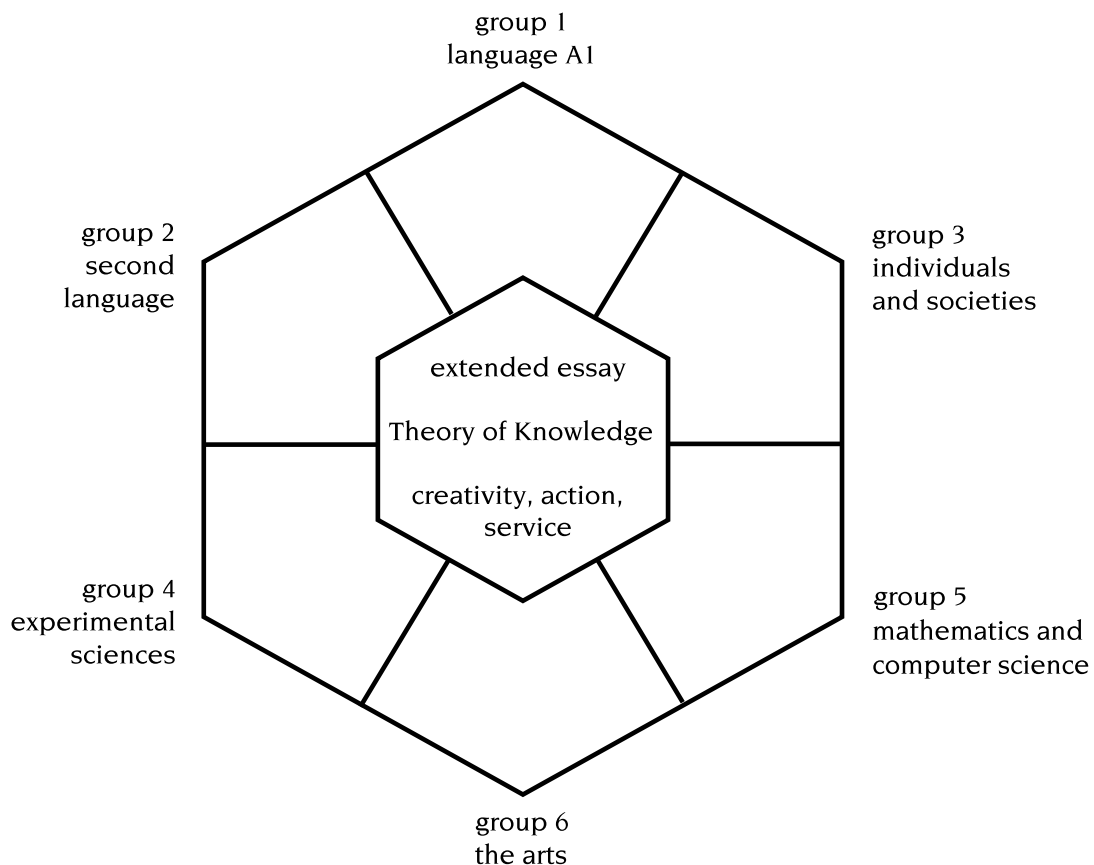 group 1
language A1
group 2
second
language
group 3
individuals
and societies
extended essay
Theory of Knowledge
creativity, action,
service
group 4
experimental
sciences
group 5
mathematics and
computer science
group 6
the arts